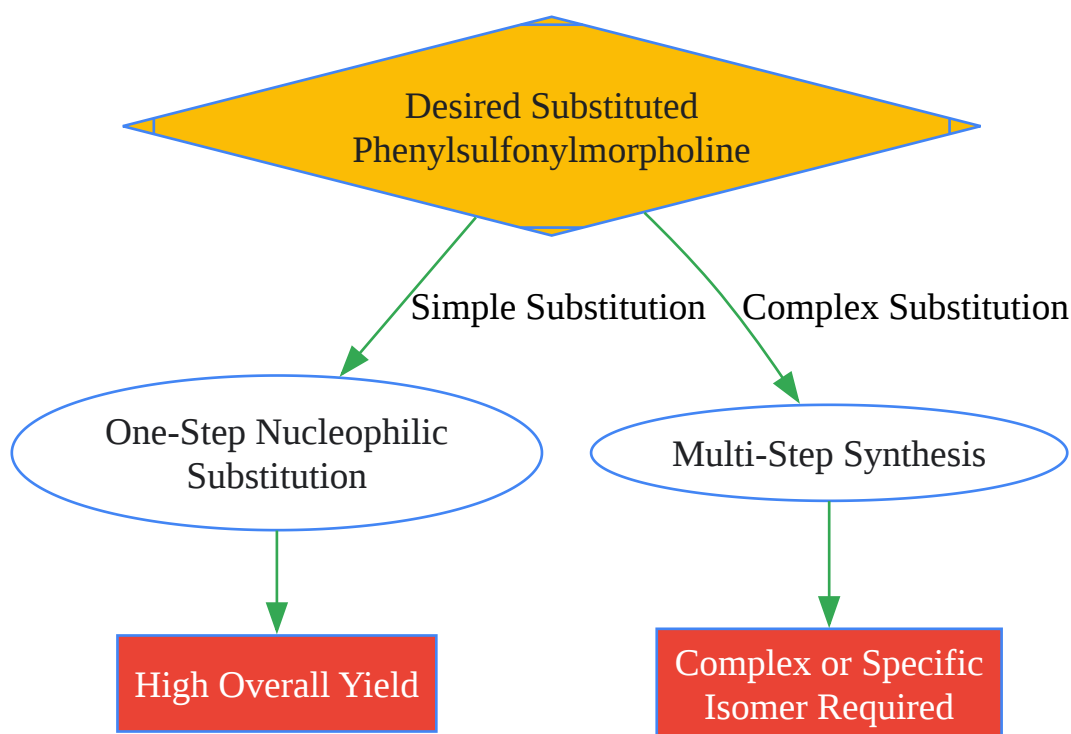 Desired Substituted
Phenylsulfonylmorpholine
Simple Substitution
Complex Substitution
One-Step Nucleophilic
Substitution
Multi-Step Synthesis
High Overall Yield
Complex or Specific
Isomer Required